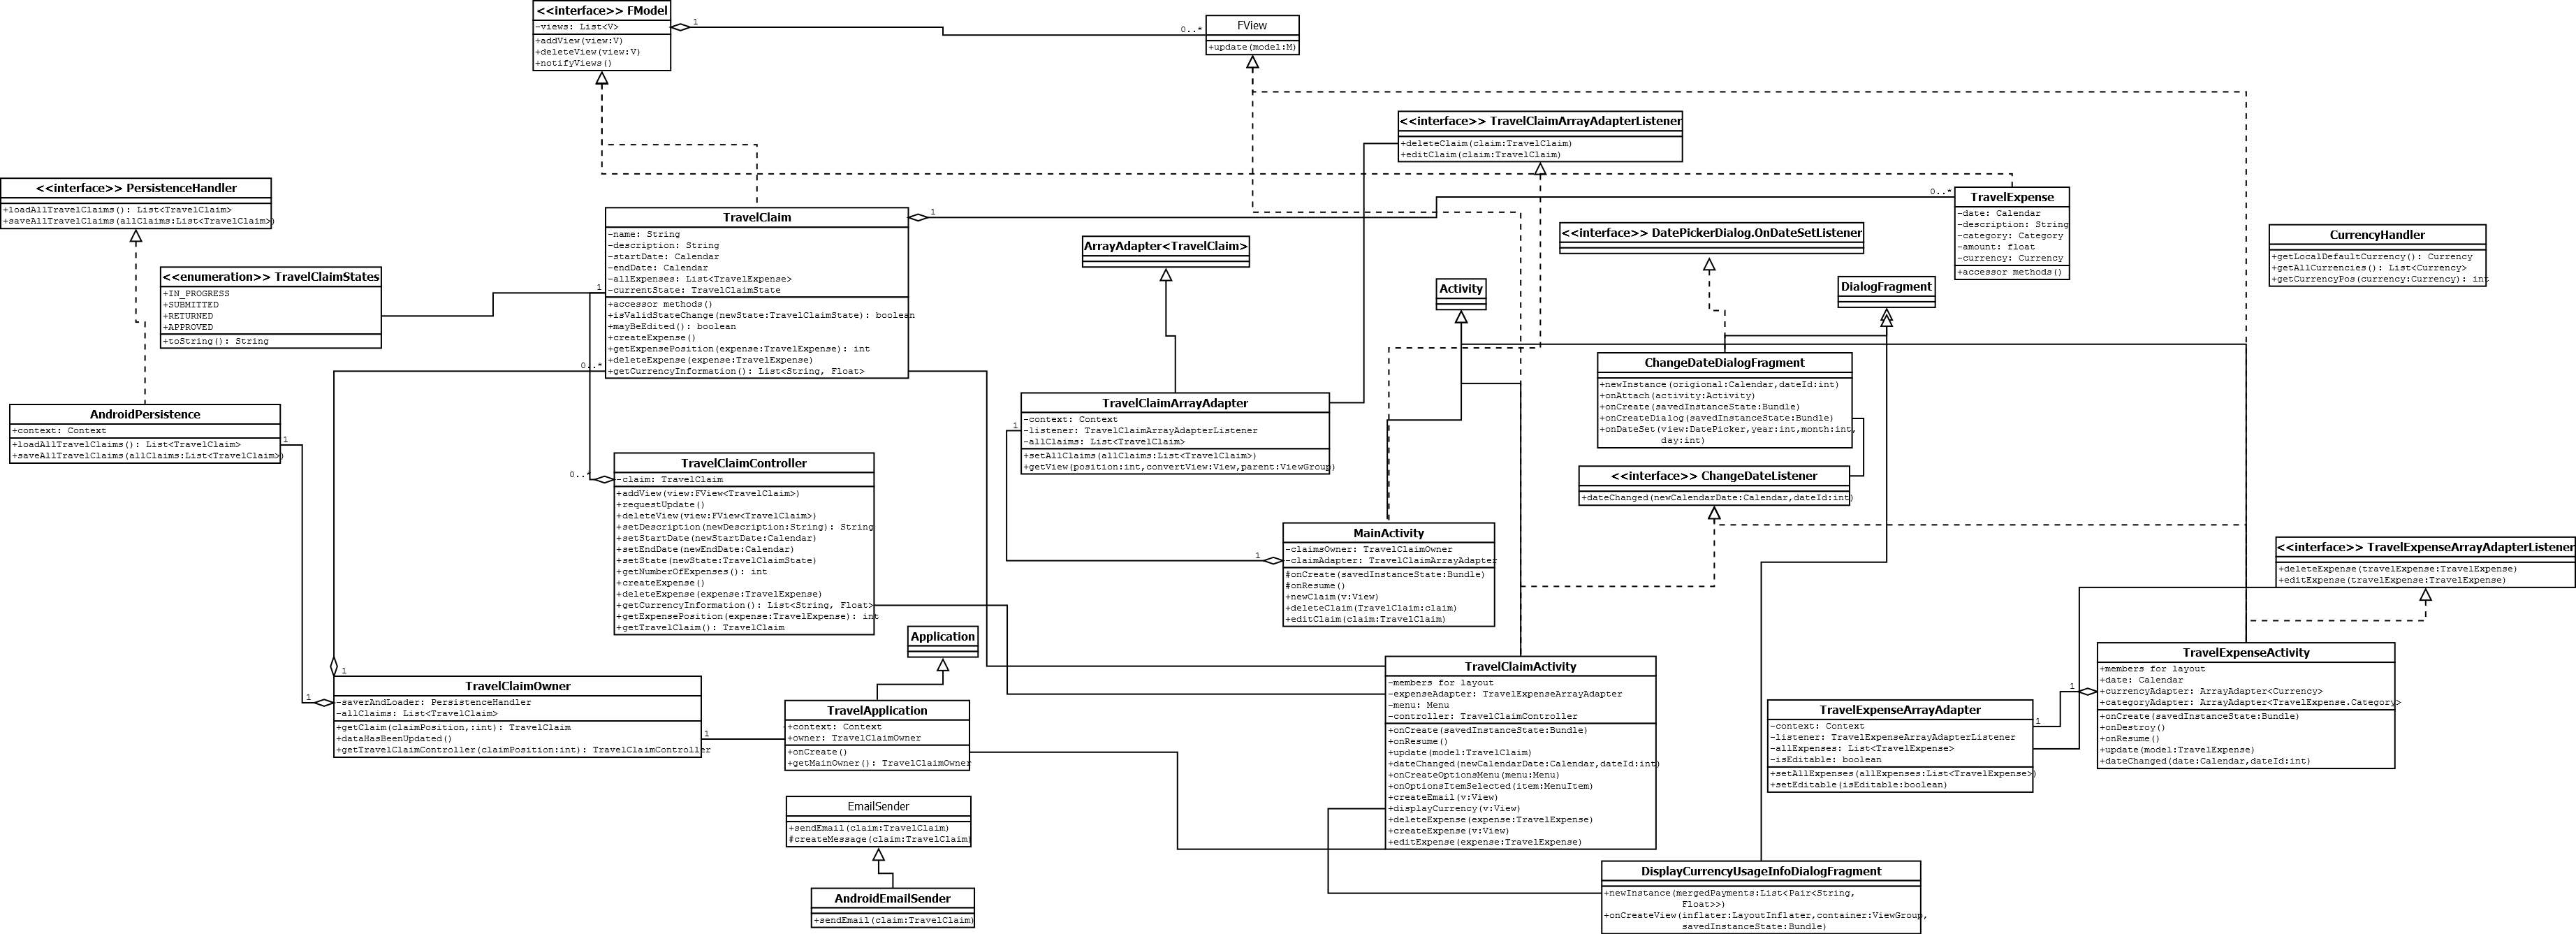 <<interface>> FModel
-views: List<V>
+addView(view:V)
+deleteView(view:V)
+notifyViews()
1
0..*
FView
+update(model:M)
<<interface>> TravelClaimArrayAdapterListener
+deleteClaim(claim:TravelClaim)
+editClaim(claim:TravelClaim)
<<interface>> PersistenceHandler
+loadAllTravelClaims(): List<TravelClaim>
+saveAllTravelClaims(allClaims:List<TravelClaim>)
<<enumeration>> TravelClaimStates
+IN_PROGRESS
+SUBMITTED
+RETURNED
+APPROVED
+toString(): String
TravelClaim
-name: String
-description: String
-startDate: Calendar
-endDate: Calendar
-allExpenses: List<TravelExpense>
-currentState: TravelClaimState
+accessor methods()
+isValidStateChange(newState:TravelClaimState): boolean
+mayBeEdited(): boolean
+createExpense()
+getExpensePosition(expense:TravelExpense): int
+deleteExpense(expense:TravelExpense)
+getCurrencyInformation(): List<String, Float>
1
1
0..*
0..*
TravelExpense
-date: Calendar
-description: String
-category: Category
-amount: float
-currency: Currency
+accessor methods()
CurrencyHandler
+getLocalDefaultCurrency(): Currency
+getAllCurrencies(): List<Currency>
+getCurrencyPos(currency:Currency): int
ArrayAdapter<TravelClaim>
<<interface>> DatePickerDialog.OnDateSetListener
Activity
DialogFragment
ChangeDateDialogFragment
+newInstance(origional:Calendar,dateId:int)
+onAttach(activity:Activity)
+onCreate(savedInstanceState:Bundle)
+onCreateDialog(savedInstanceState:Bundle)
+onDateSet(view:DatePicker,year:int,month:int,
day:int)
<<interface>> ChangeDateListener
+dateChanged(newCalendarDate:Calendar,dateId:int)
AndroidPersistence
+context: Context
+loadAllTravelClaims(): List<TravelClaim>
+saveAllTravelClaims(allClaims:List<TravelClaim>)
1
TravelClaimArrayAdapter
-context: Context
-listener: TravelClaimArrayAdapterListener
-allClaims: List<TravelClaim>
+setAllClaims(allClaims:List<TravelClaim>)
+getView(position:int,convertView:View,parent:ViewGroup)
1
TravelClaimController
-claim: TravelClaim
+addView(view:FView<TravelClaim>)
+requestUpdate()
+deleteView(view:FView<TravelClaim>)
+setDescription(newDescription:String): String
+setStartDate(newStartDate:Calendar)
+setEndDate(newEndDate:Calendar)
+setState(newState:TravelClaimState)
+getNumberOfExpenses(): int
+createExpense()
+deleteExpense(expense:TravelExpense)
+getCurrencyInformation(): List<String, Float>
+getExpensePosition(expense:TravelExpense): int
+getTravelClaim(): TravelClaim
0..*
MainActivity
-claimsOwner: TravelClaimOwner
-claimAdapter: TravelClaimArrayAdapter
#onCreate(savedInstanceState:Bundle)
#onResume()
+newClaim(v:View)
+deleteClaim(TravelClaim:claim)
+editClaim(claim:TravelClaim)
1
<<interface>> TravelExpenseArrayAdapterListener
+deleteExpense(travelExpense:TravelExpense)
+editExpense(travelExpense:TravelExpense)
Application
TravelClaimOwner
-saverAndLoader: PersistenceHandler
-allClaims: List<TravelClaim>
+getClaim(claimPosition,:int): TravelClaim
+dataHasBeenUpdated()
+getTravelClaimController(claimPosition:int): TravelClaimController
1
1
1
TravelApplication
+context: Context
+owner: TravelClaimOwner
+onCreate()
+getMainOwner(): TravelClaimOwner
TravelClaimActivity
-members for layout
-expenseAdapter: TravelExpenseArrayAdapter
-menu: Menu
-controller: TravelClaimController
+onCreate(savedInstanceState:Bundle)
+onResume()
+update(model:TravelClaim)
+dateChanged(newCalendarDate:Calendar,dateId:int)
+onCreateOptionsMenu(menu:Menu)
+onOptionsItemSelected(item:MenuItem)
+createEmail(v:View)
+displayCurrency(v:View)
+deleteExpense(expense:TravelExpense)
+createExpense(v:View)
+editExpense(expense:TravelExpense)
TravelExpenseArrayAdapter
-context: Context
-listener: TravelExpenseArrayAdapterListener
-allExpenses: List<TravelExpense>
-isEditable: boolean
+setAllExpenses(allExpenses:List<TravelExpense>)
+setEditable(isEditable:boolean)
1
1
TravelExpenseActivity
+members for layout
+date: Calendar
+currencyAdapter: ArrayAdapter<Currency>
+categoryAdapter: ArrayAdapter<TravelExpense.Category>
+onCreate(savedInstanceState:Bundle)
+onDestroy()
+onResume()
+update(model:TravelExpense)
+dateChanged(date:Calendar,dateId:int)
EmailSender
+sendEmail(claim:TravelClaim)
#createMessage(claim:TravelClaim)
AndroidEmailSender
+sendEmail(claim:TravelClaim)
DisplayCurrencyUsageInfoDialogFragment
+newInstance(mergedPayments:List<Pair<String,
Float>>)
+onCreateView(inflater:LayoutInflater,container:ViewGroup,
savedInstanceState:Bundle)